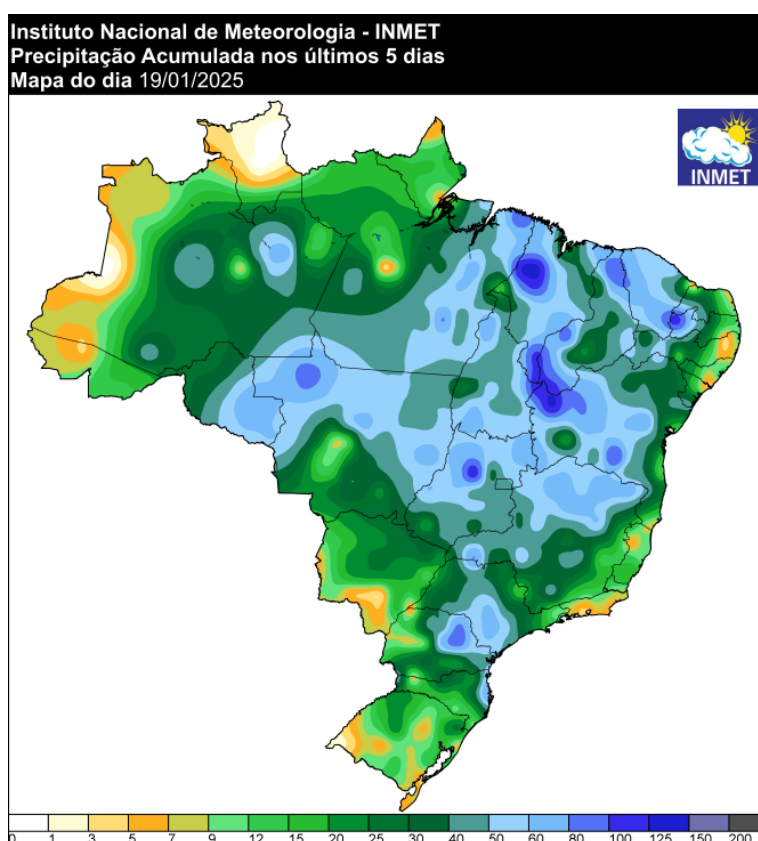 Instituto Nacional de Meteorologia - INMET
Precipitação Acumulada nos últimos 5 dias
Mapa do dia 19/01/2025
INMET
0 1 3 5 7 9 12 15 20 25 30 40 50 60 80 100 125 150 200